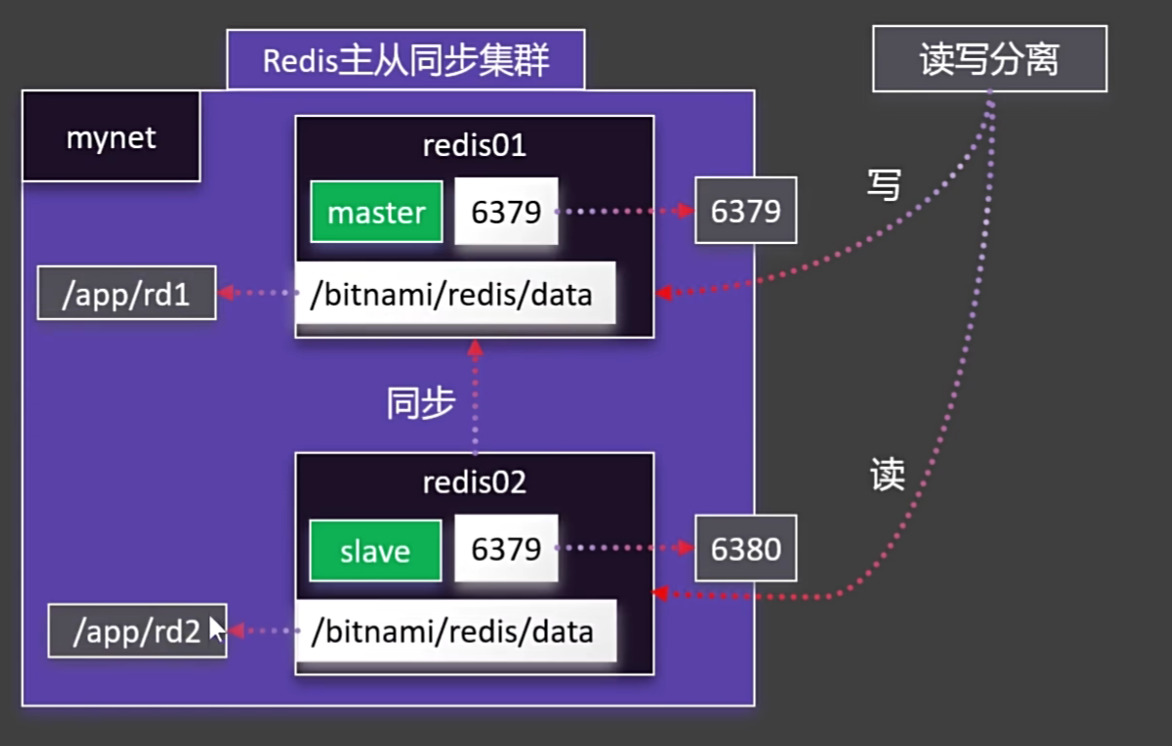 Redis主从同步集群
读写分离
mynet
redis01
master
6379
6379
写
/app/rd1
/bitnami/redis/data
同步
redis02
读
slave
6379
6380
/app/rd2
/bitnami/redis/data